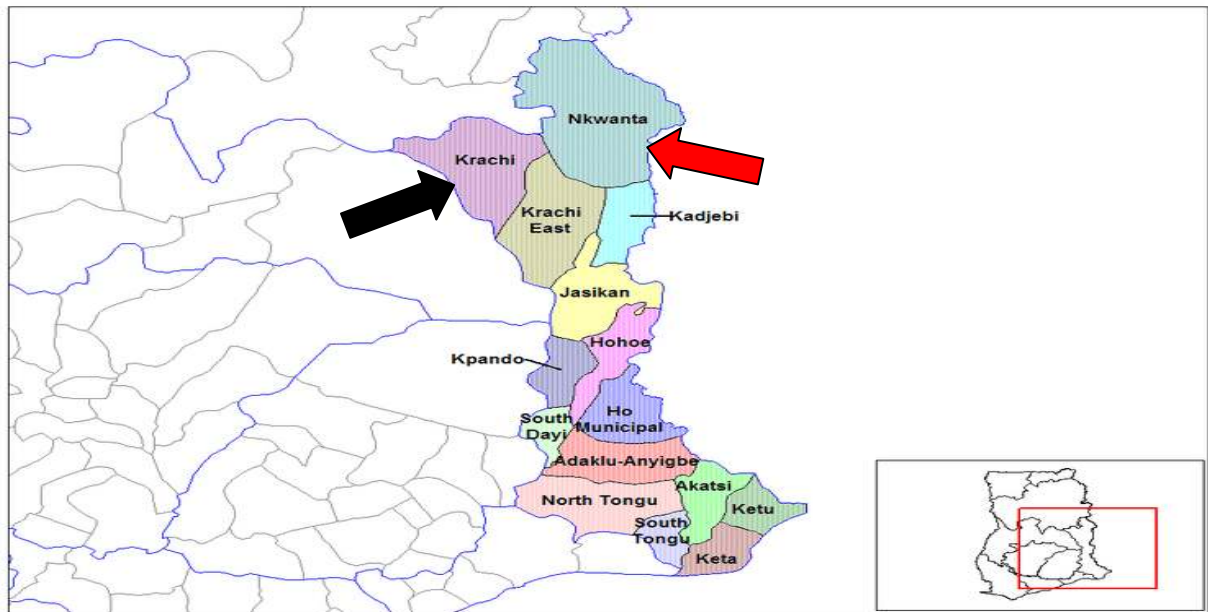 Nkwanta
Krachi
Krachi
East
Kadjebi
Jasikan
Hohoe
Kpando
South
Dayi
Ho
Municipal
Adaklu-Anyigbe
Akatsi
North Tongu
Ketu
South
Tongu
Keta